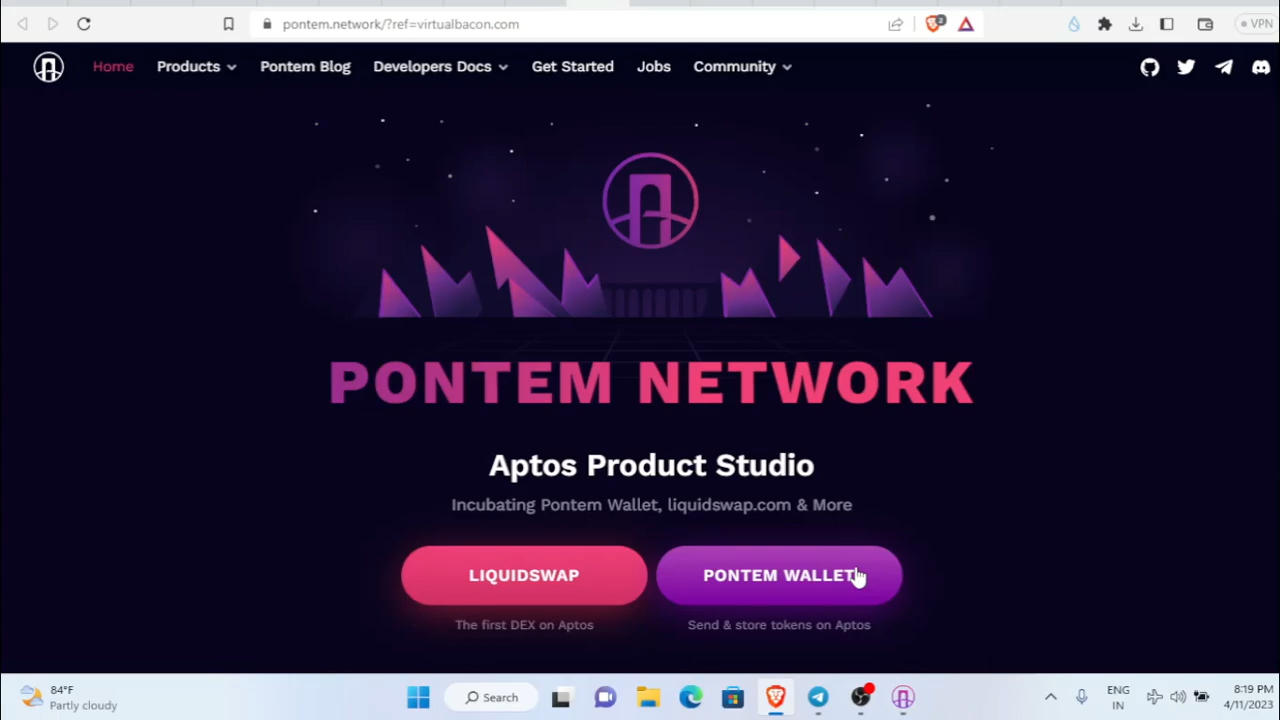 pontem.network/?ref=virtualbacon.com
2
VPN
Home Products Pontem Blog Developers Docs Get Started Jobs Community
PONTEM NETWORK
Aptos Product Studio
Incubating Pontem Wallet, liquidswap.com & More
LIQUIDSWAP PONTEM WALLET
The first DEX on Aptos Send & store tokens on Aptos
84°F
Partly cloudy
Search
ENG
IN
8:19 PM
4/11/2023